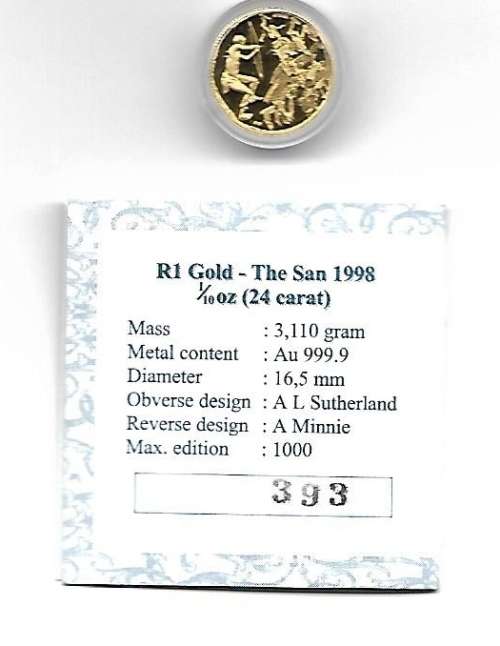 R1 Gold - The San 1998
1/10 oz (24 carat)
Mass : 3,110 gram
Metal content : Au 999.9
Diameter : 16,5 mm
Obverse design : A L Sutherland
Reverse design : A Minnie
Max. edition : 1000
393